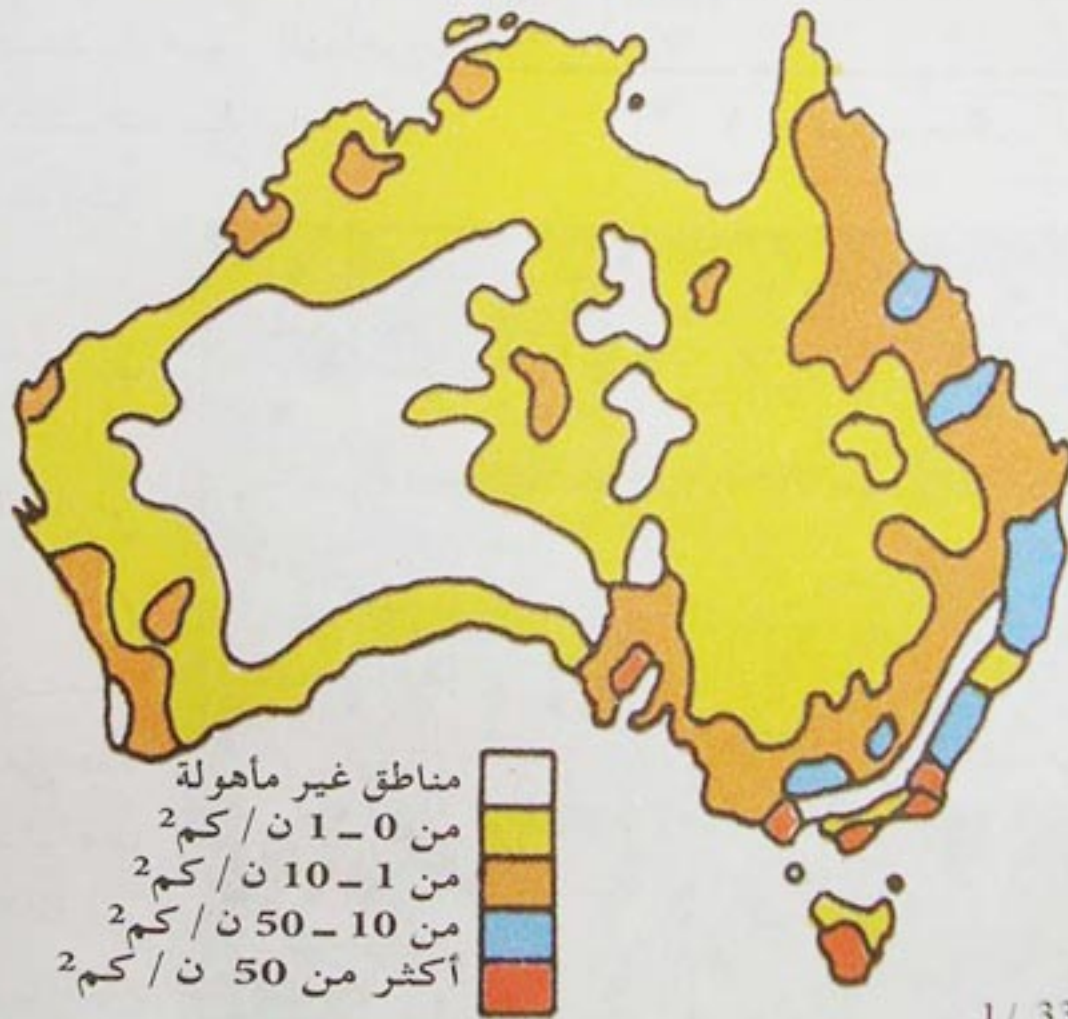 مناطق غير مأهولة
من 0 – 1 ن / كم²
من 1 – 10 ن / كم²
من 10 – 50 ن / كم²
أكثر من 50 ن / كم²